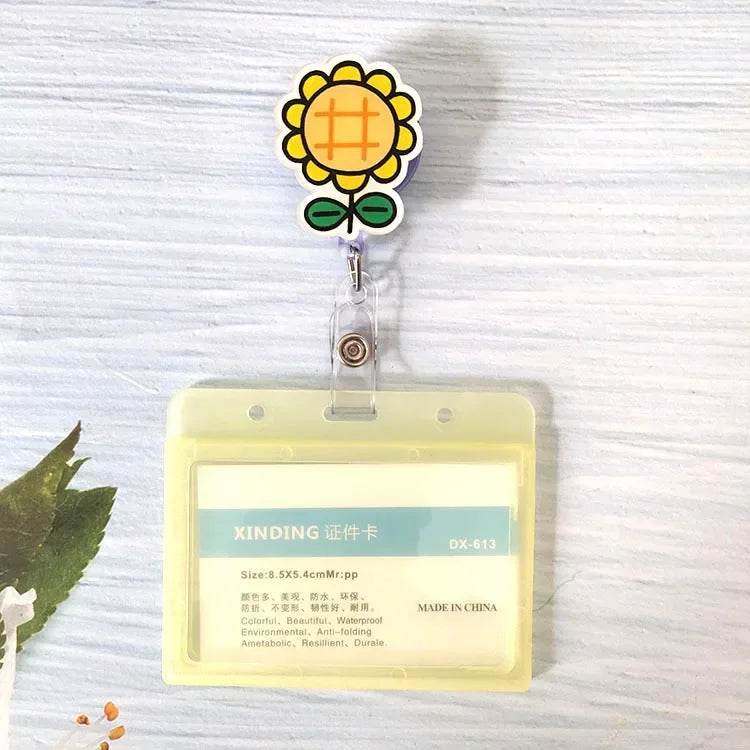 XINDING 证件卡
DX-613
Size:8.5X5.4cmMr:pp
颜色多、美观、防水、环保、
防折、不变形、韧性好、耐用。
MADE IN CHINA
Colorful、Beautiful、Waterproof
Environmental、Anti-folding
Ametabolic、Resillient、Durale.